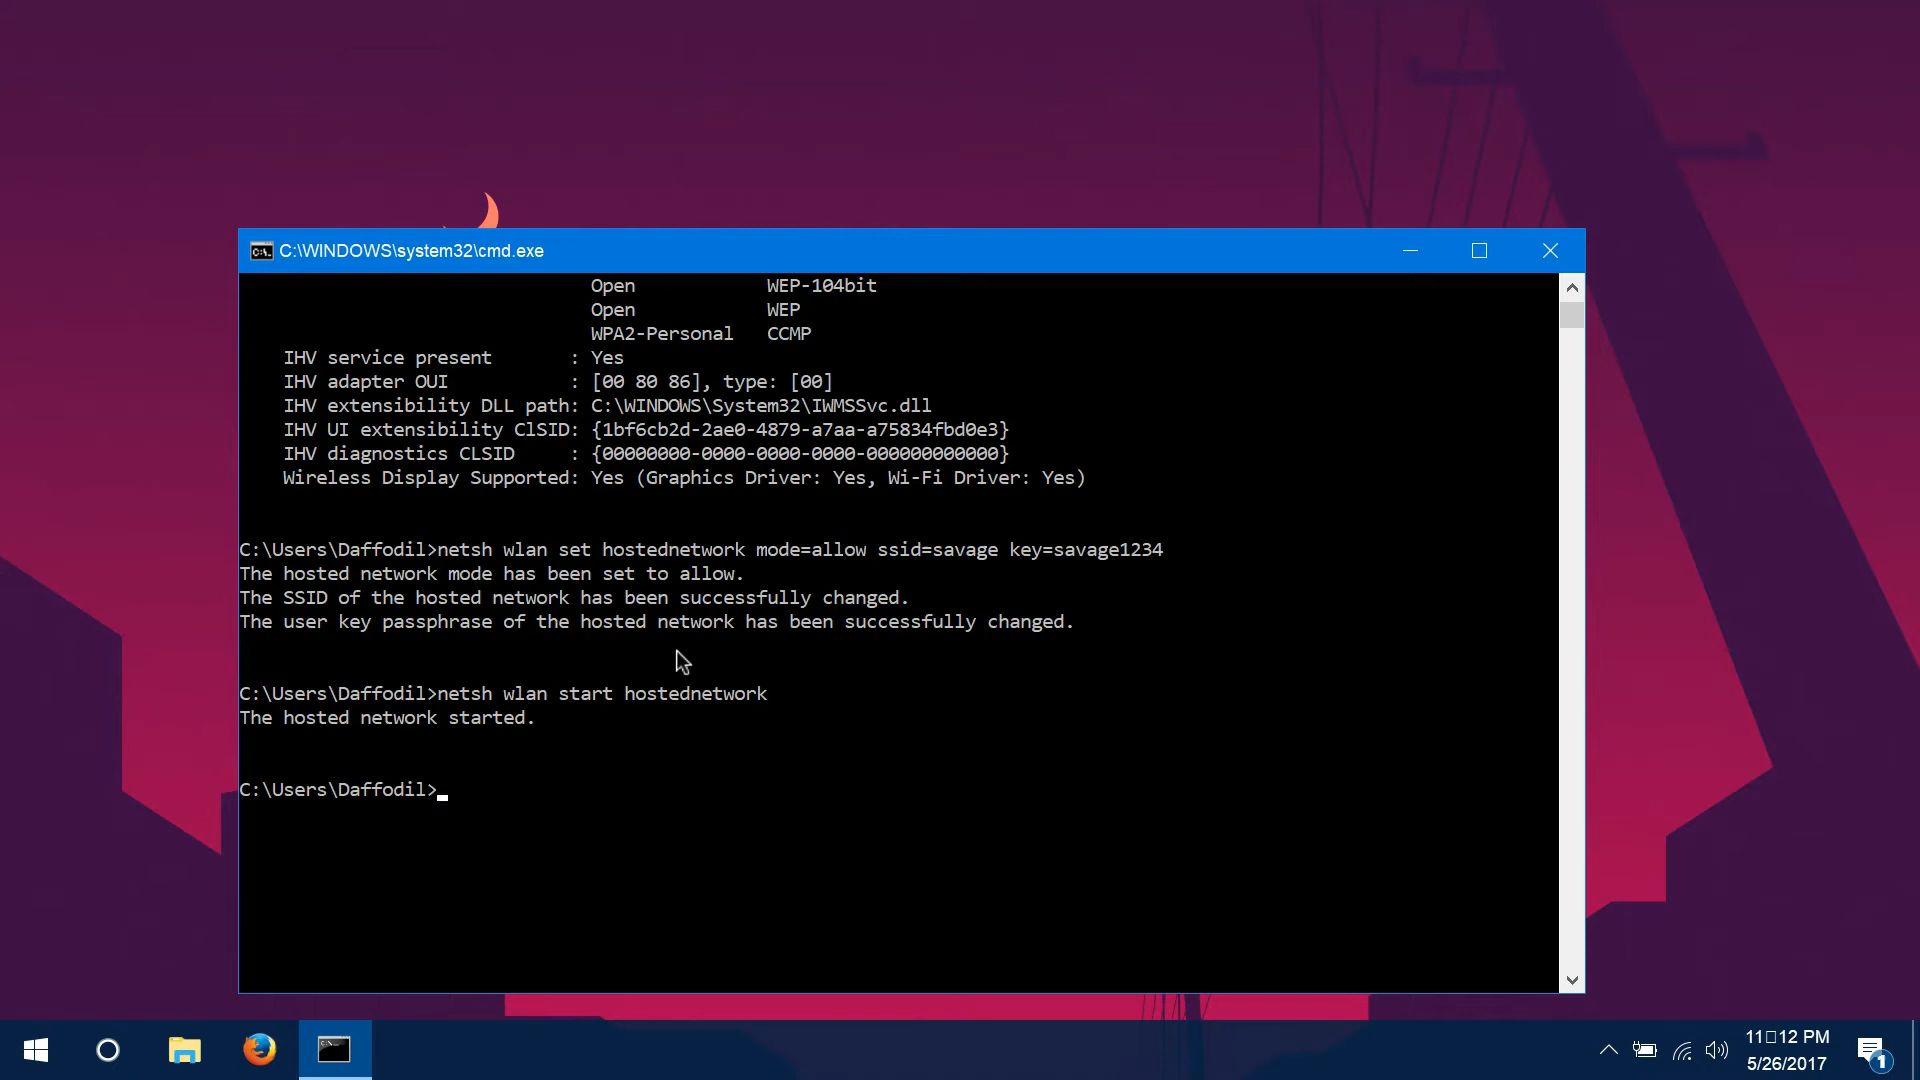 C:\WINDOWS\system32\cmd.exe
Open WEP-104bit
Open WEP
WPA2-Personal CCMP
IHV service present : Yes
IHV adapter OUI : [00 80 86], type: [00]
IHV extensibility DLL path: C:\WINDOWS\System32\IWMSSvc.dll
IHV UI extensibility ClSID: {1bf6cb2d-2ae0-4879-a7aa-a75834fbd0e3}
IHV diagnostics CLSID : {00000000-0000-0000-0000-000000000000}
Wireless Display Supported: Yes (Graphics Driver: Yes, Wi-Fi Driver: Yes)
C:\Users\Daffodil>netsh wlan set hostednetwork mode=allow ssid=savage key=savage1234
The hosted network mode has been set to allow.
The SSID of the hosted network has been successfully changed.
The user key passphrase of the hosted network has been successfully changed.
C:\Users\Daffodil>netsh wlan start hostednetwork
The hosted network started.
C:\Users\Daffodil>
11□12 PM
5/26/2017
1